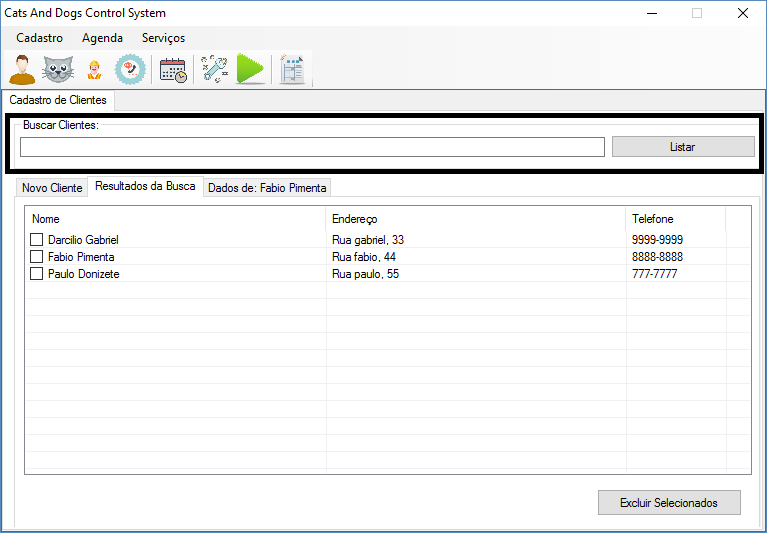 Cats And Dogs Control System
Cadastro Agenda Serviços
Cadastro de Clientes
Buscar Clientes:
Listar
Novo Cliente Resultados da Busca Dados de: Fabio Pimenta
Nome Endereço Telefone
Darcilio Gabriel Rua gabriel, 33 9999-9999
Fabio Pimenta Rua fabio, 44 8888-8888
Paulo Donizete Rua paulo, 55 777-7777
Excluir Selecionados